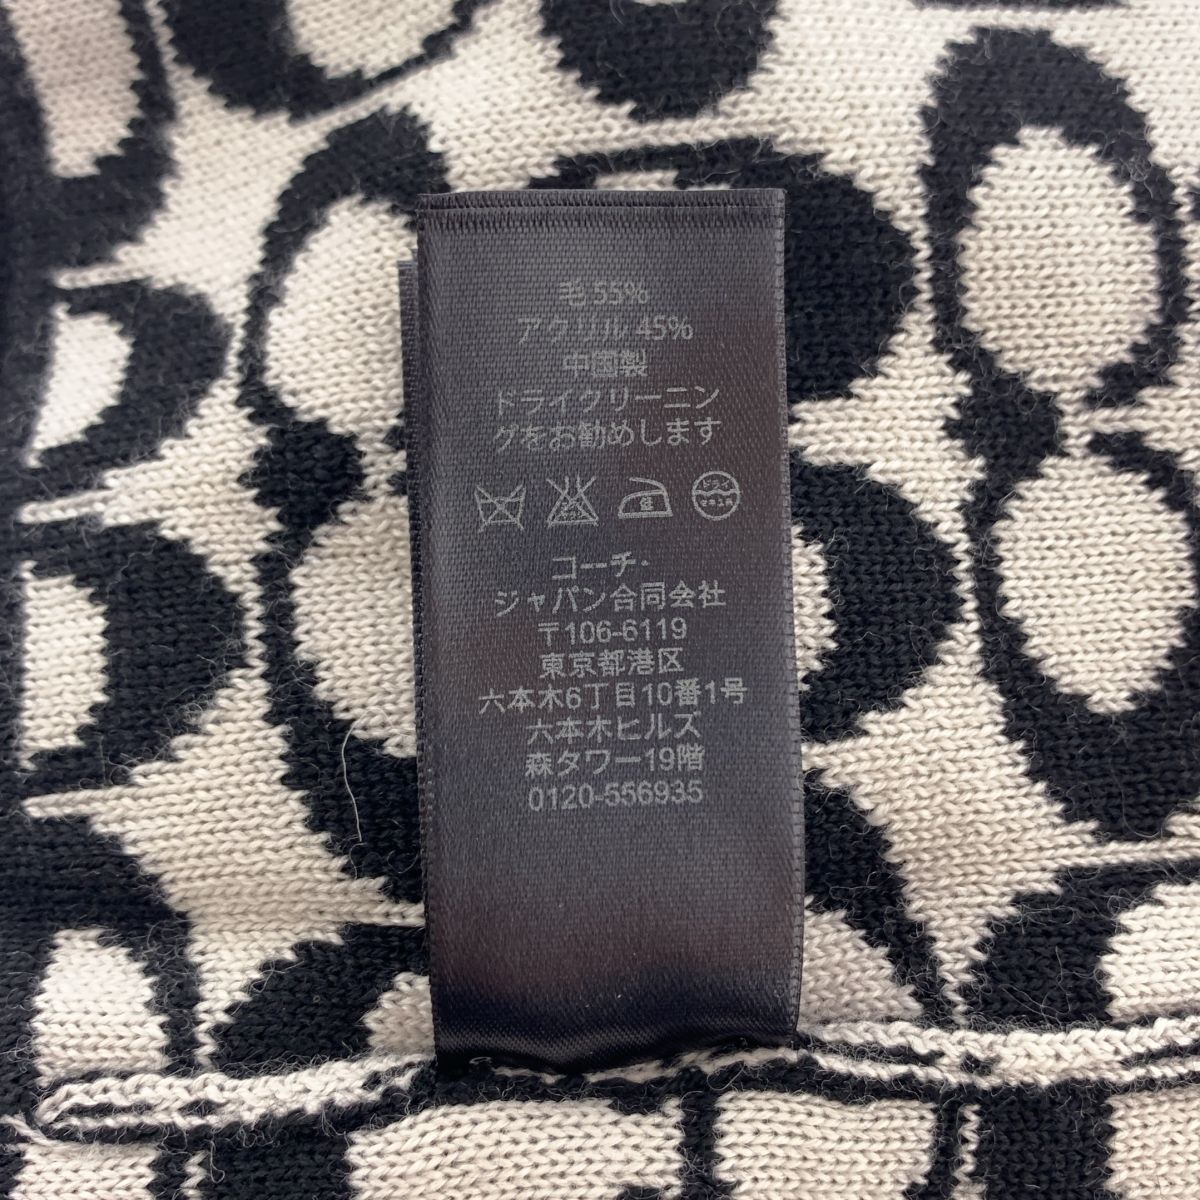 毛 55%
アクリル 45%
中国製
ドライクリーニン
グをお勧めします
ドライ
コーチ・
ジャパン合同会社
〒106-6119
東京都港区
六本木6丁目10番1号
六本木ヒルズ
森タワー19階
0120-556935